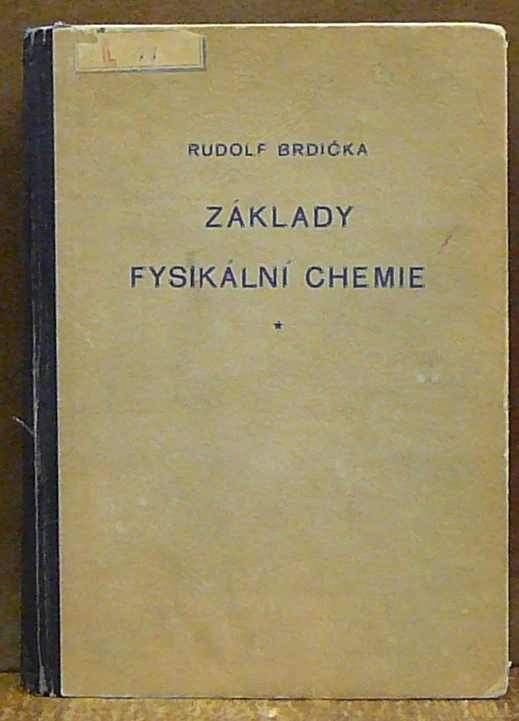 RUDOLF BRDIČKA
ZÁKLADY
FYSIKÁLNÍ CHEMIE
*